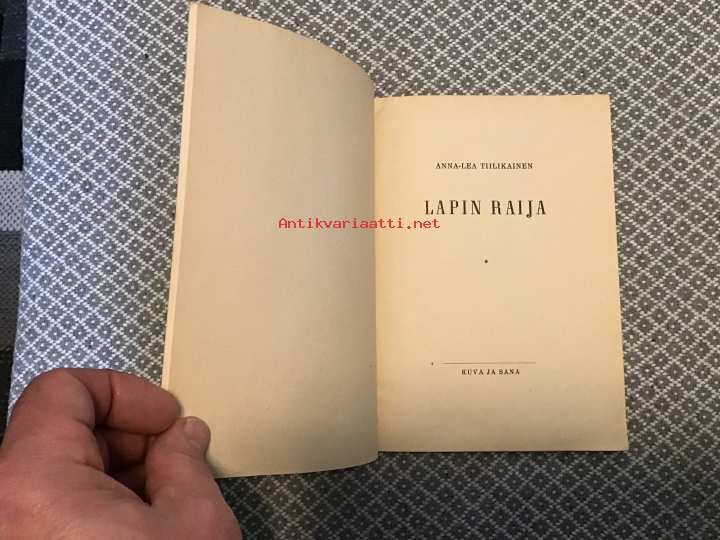 ANNA-LEA TIILIKAINEN
LAPIN RAIJA
Antikvariaatti.net
KUVA JA SANA